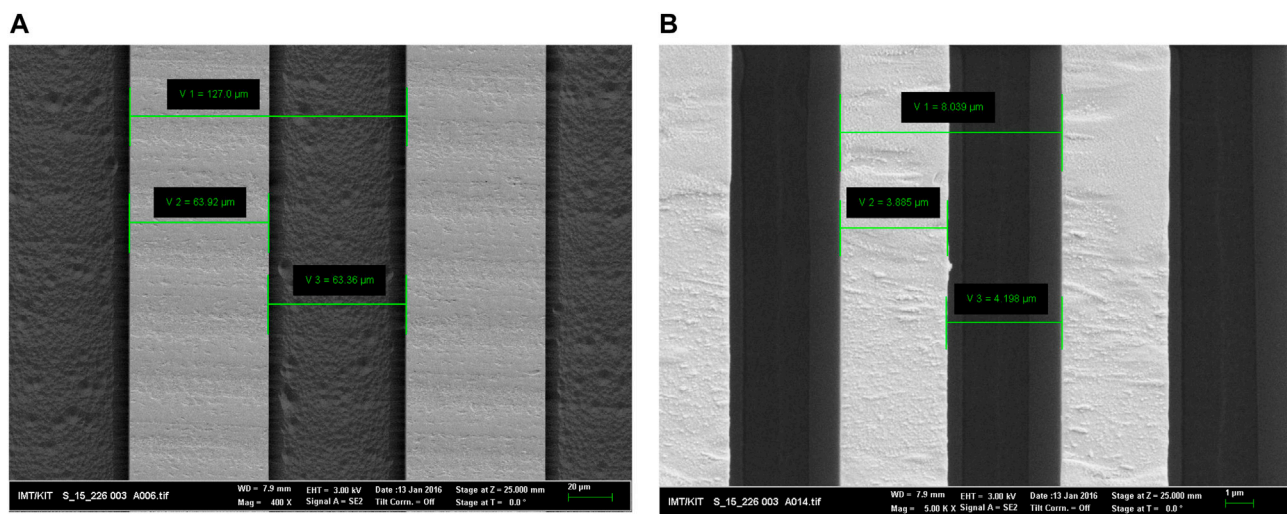 A
V 1 = 127.0 µm
V 2 = 63.92 µm
V 3 = 63.36 µm
IMT/KIT S_15_226 003 A006.tif
WD = 7.9 mm EHT = 3.00 kV Date :13 Jan 2016 Stage at Z = 25.000 mm 20 µm
Mag = 400 X Signal A = SE2 Tilt Corrn. = Off Stage at T = 0.0 °
B
V 1 = 8.039 µm
V 2 = 3.885 µm
V 3 = 4.198 µm
IMT/KIT S_15_226 003 A014.tif
WD = 7.9 mm EHT = 3.00 kV Date :13 Jan 2016 Stage at Z = 25.000 mm 1 µm
Mag = 5.00 K X Signal A = SE2 Tilt Corrn. = Off Stage at T = 0.0 °